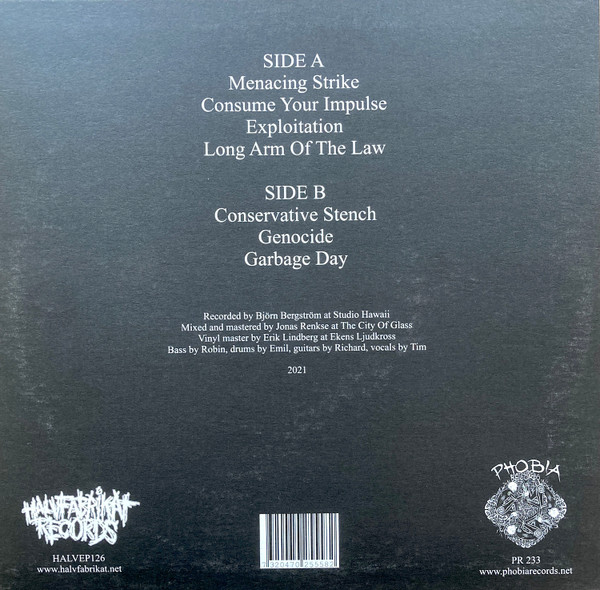 SIDE A
Menacing Strike
Consume Your Impulse
Exploitation
Long Arm Of The Law
SIDE B
Conservative Stench
Genocide
Garbage Day
Recorded by Björn Bergström at Studio Hawaii
Mixed and mastered by Jonas Renkse at The City Of Glass
Vinyl master by Erik Lindberg at Ekens Ljudkross
Bass by Robin, drums by Emil, guitars by Richard, vocals by Tim
2021
HALVFABRIKAT
RECORDS
HALVEP126
www.halvfabrikat.net
7320470255582
PHOBIA
PR 233
www.phobiarecords.net